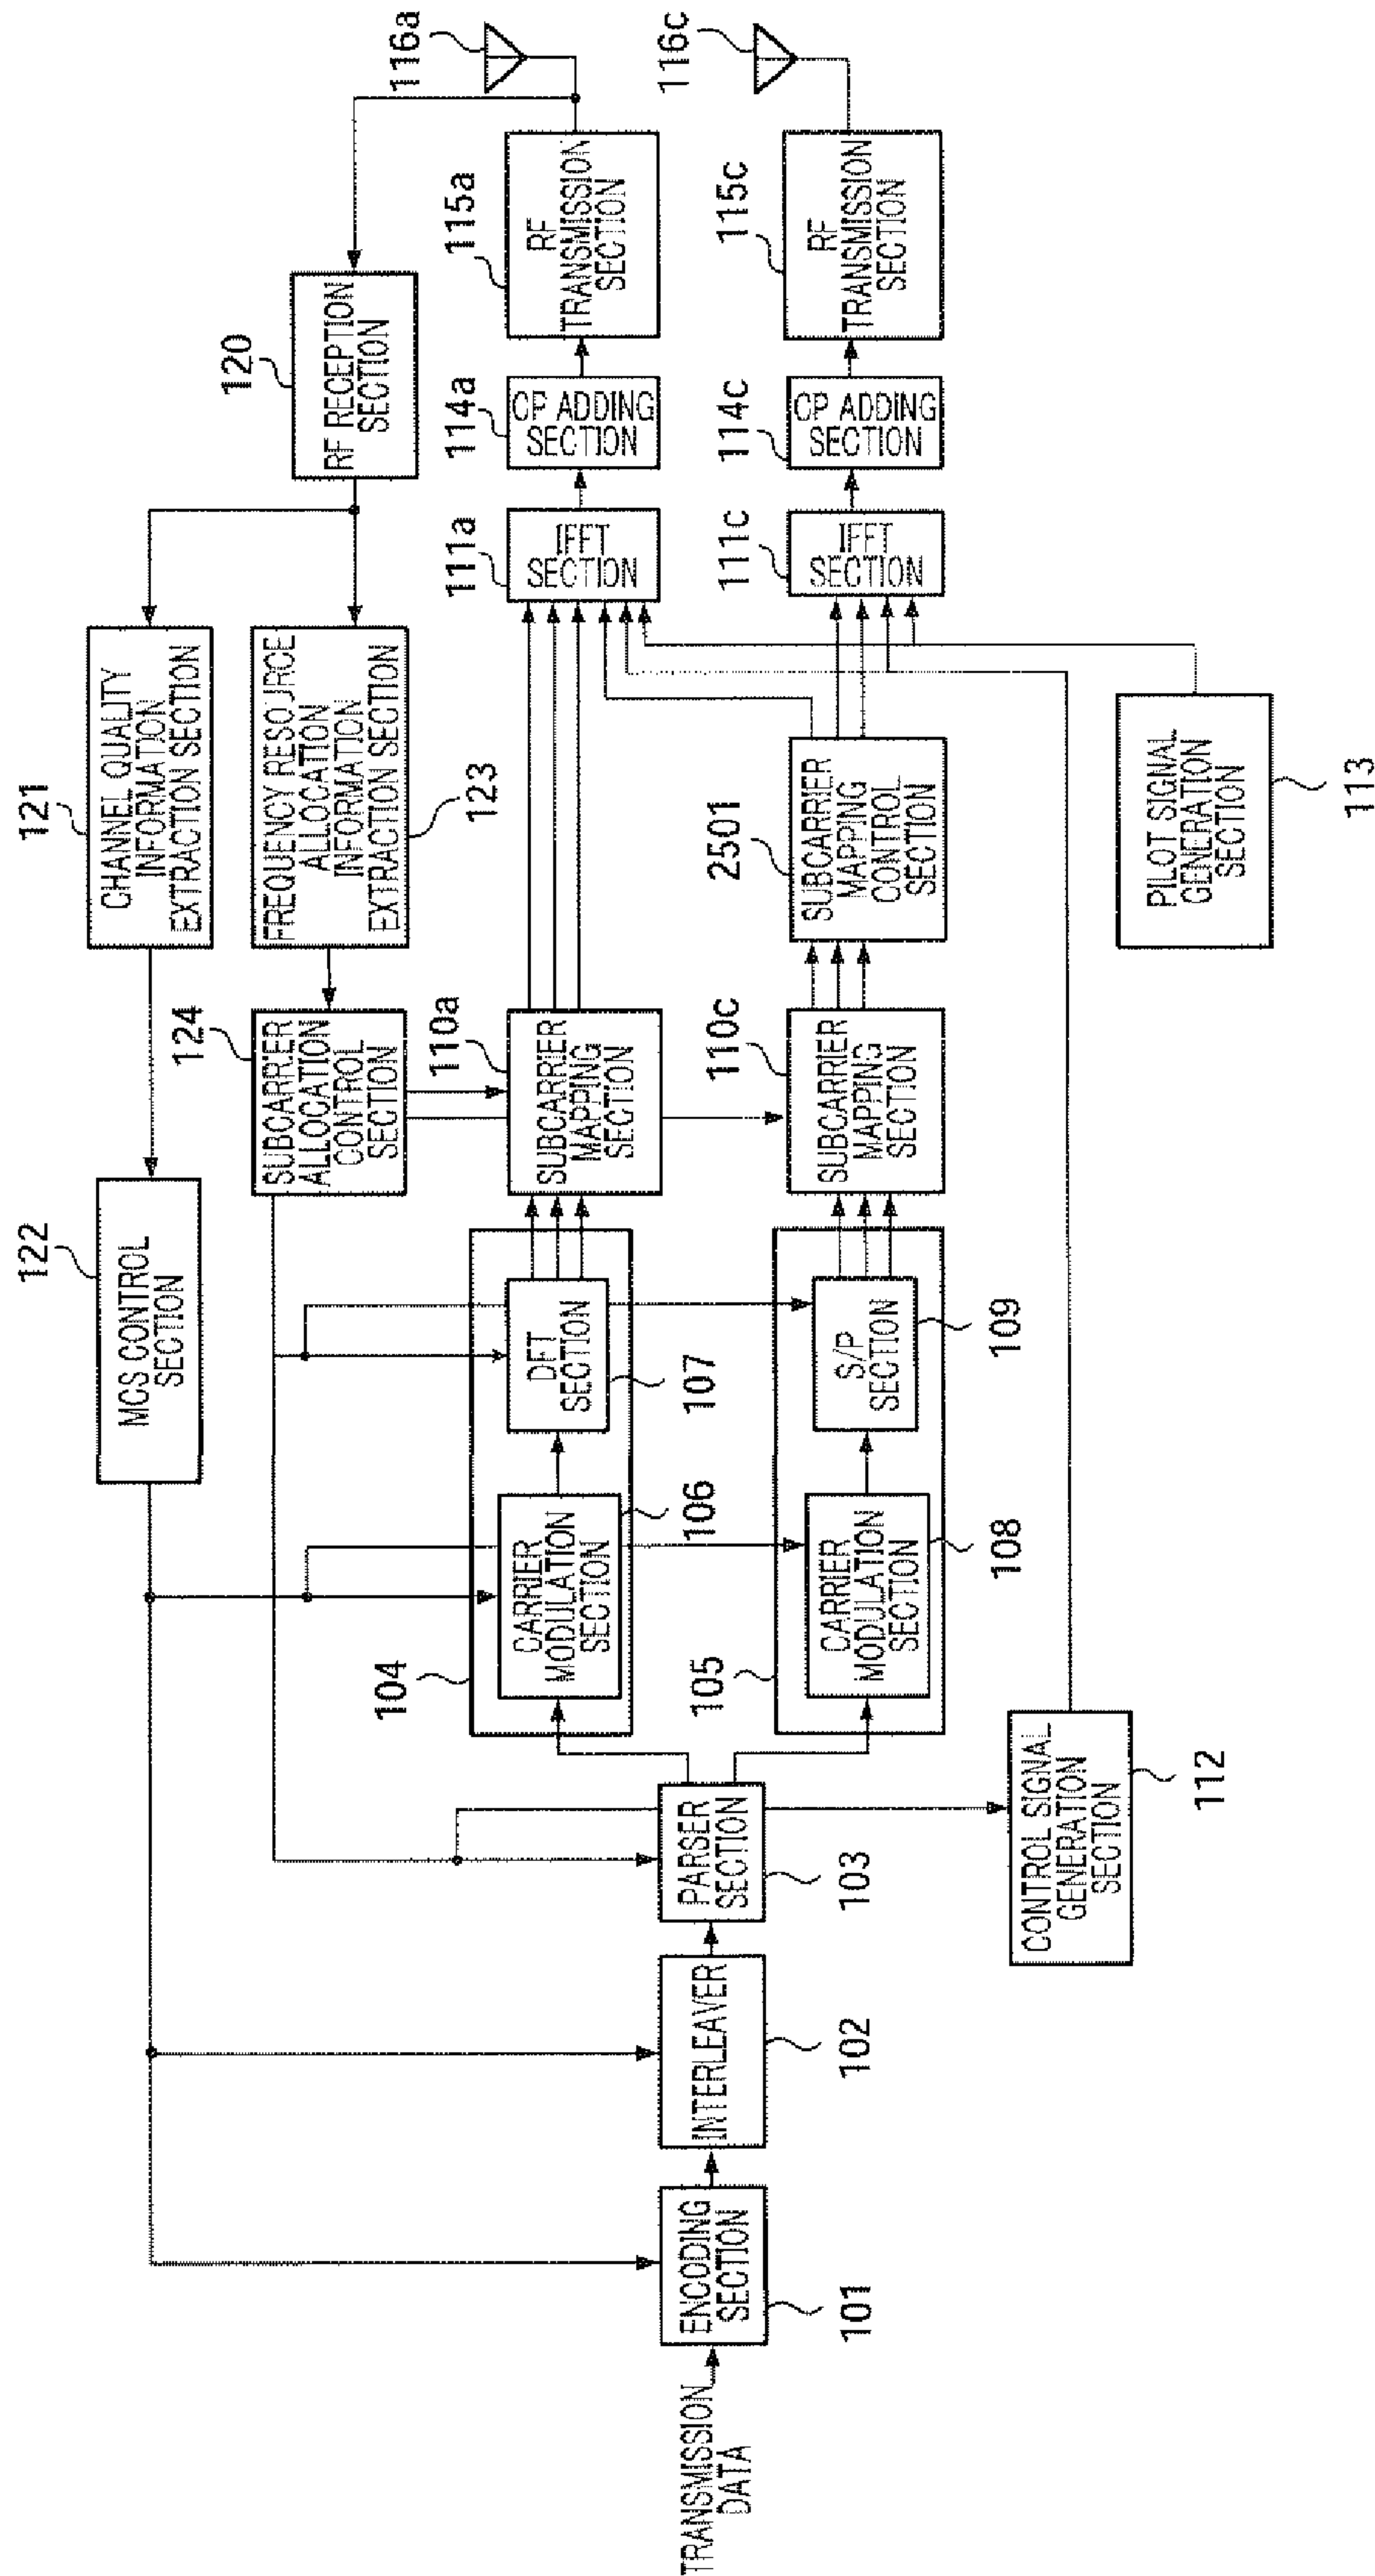 TRANSMISSION
DATA
ENCODING
SECTION
101
INTERLEAVER
102
PARSER
SECTION
103
104
CARRIER
MODULATION
SECTION
106
DFT
SECTION
107
105
CARRIER
MODULATION
SECTION
108
S/P
SECTION
109
CONTROL SIGNAL
GENERATION
SECTION
112
122
MCS CONTROL
SECTION
124
SUBCARRIER
ALLOCATION
CONTROL
SECTION
110a
SUBCARRIER
MAPPING
SECTION
110c
SUBCARRIER
MAPPING
SECTION
121
CHANNEL QUALITY
INFORMATION
EXTRACTION SECTION
FREQUENCY RESOURCE
ALLOCATION
INFORMATION
EXTRACTION SECTION
123
2501
SUBCARRIER
MAPPING
CONTROL
SECTION
PILOT SIGNAL
GENERATION
SECTION
113
120
RF RECEPTION
SECTION
111a
IFFT
SECTION
114a
CP ADDING
SECTION
115a
RF
TRANSMISSION
SECTION
116a
111c
IFFT
SECTION
114c
CP ADDING
SECTION
115c
RF
TRANSMISSION
SECTION
116c